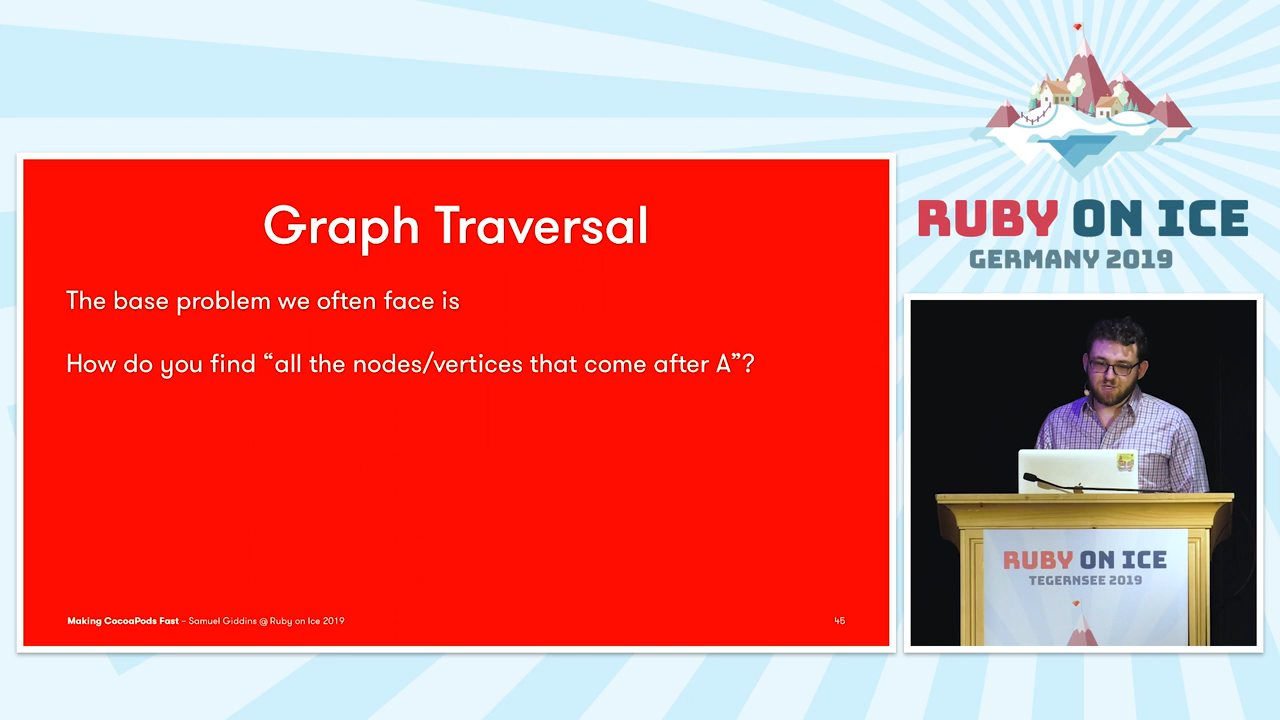 Graph Traversal
The base problem we often face is
How do you find “all the nodes/vertices that come after A”?
Making CocoaPods Fast – Samuel Giddins @ Ruby on Ice 2019
45
RUBY ON ICE
GERMANY 2019
RUBY ON ICE
TEGERNSEE 2019